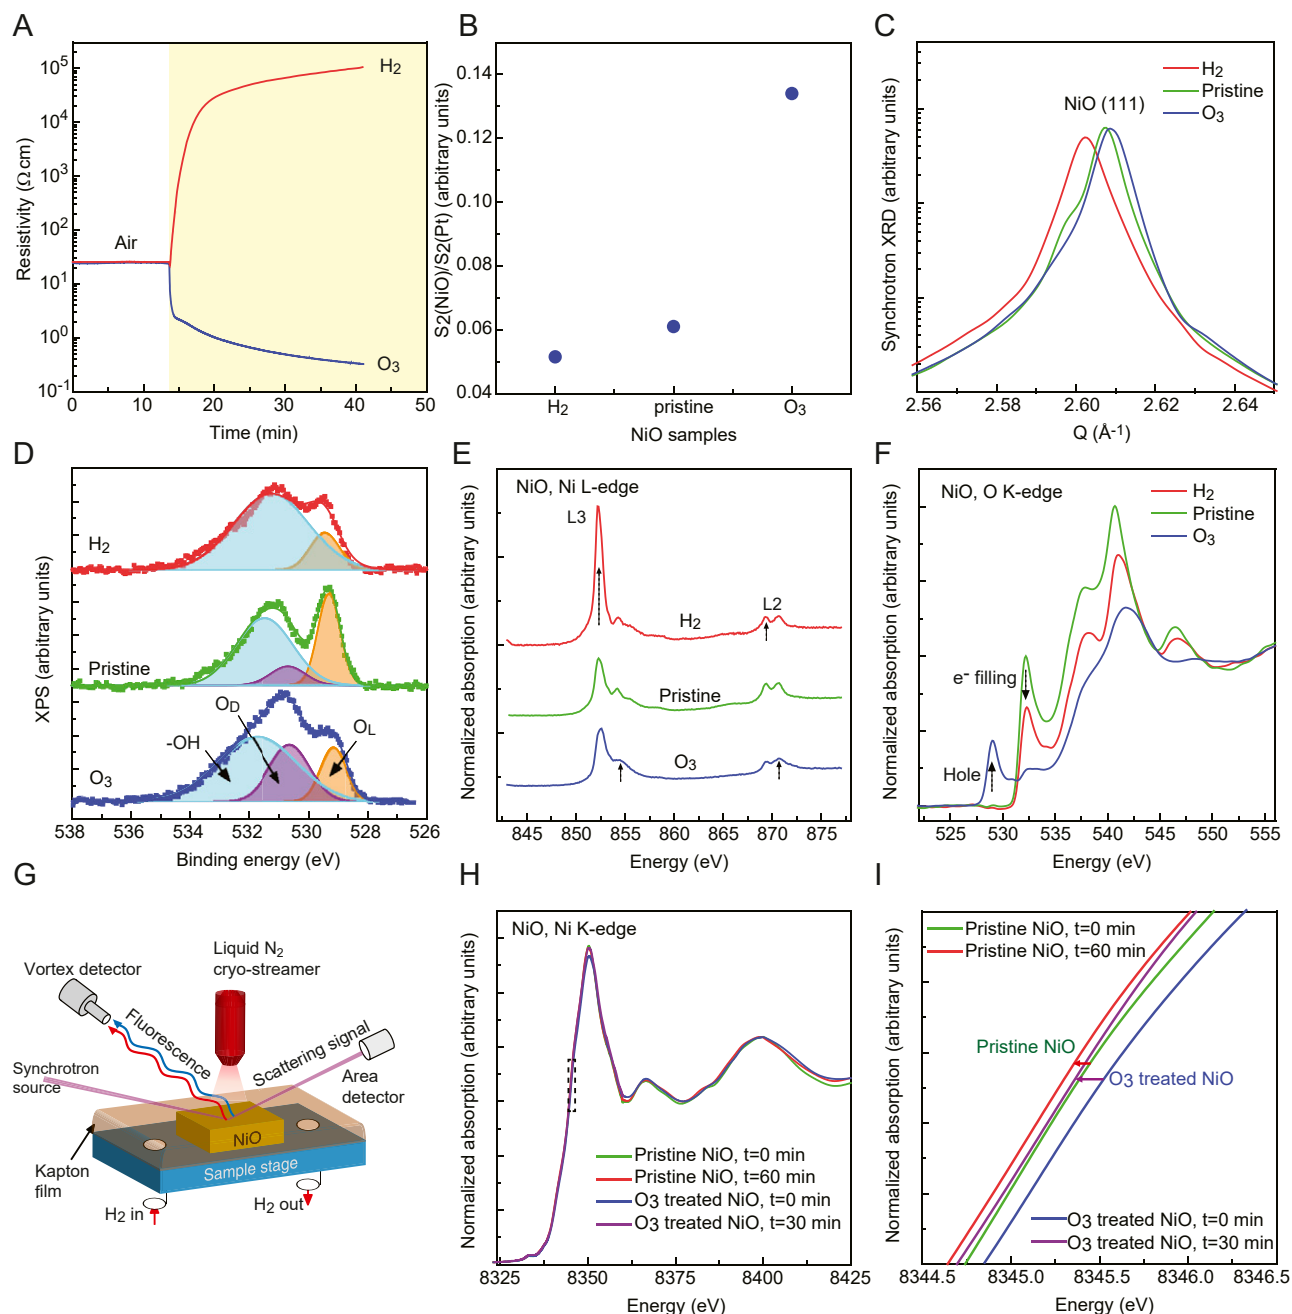 A
Resistivity (Ω cm)
10⁵
10⁴
10³
10²
10¹
10⁰
10⁻¹
H₂
Air
O₃
0 10 20 30 40 50
Time (min)
B
S₂(NiO)/S₂(Pt) (arbitrary units)
0.14
0.12
0.10
0.08
0.06
0.04
H₂ pristine O₃
NiO samples
C
Synchrotron XRD (arbitrary units)
H₂
Pristine
O₃
NiO (111)
2.56 2.60 2.62 2.64
Q (Å⁻¹)
D
XPS (arbitrary units)
H₂
Pristine
O_D
O_L
-OH
O₃
538 536 534 532 530 528 526
Binding energy (eV)
E
Normalized absorption (arbitrary units)
NiO, Ni L-edge
L3
L2
H₂
Pristine
O₃
845 850 855 860 865 870 875
Energy (eV)
F
Normalized absorption (arbitrary units)
NiO, O K-edge
H₂
Pristine
O₃
e⁻ filling
Hole
525 530 535 540 545 550 555
Energy (eV)
G
Liquid N₂
cryo-streamer
Vortex detector
Fluorescence
Scattering signal
Synchrotron
source
Area
detector
NiO
Sample stage
Kapton
film
H₂ in
H₂ out
H
Normalized absorption (arbitrary units)
NiO, Ni K-edge
Pristine NiO, t=0 min
Pristine NiO, t=60 min
O₃ treated NiO, t=0 min
O₃ treated NiO, t=30 min
8325 8350 8375 8400 8425
Energy (eV)
I
Normalized absorption (arbitrary units)
Pristine NiO, t=0 min
Pristine NiO, t=60 min
Pristine NiO
O₃ treated NiO
O₃ treated NiO, t=0 min
O₃ treated NiO, t=30 min
8344.5 8345.0 8345.5 8346.0 8346.5
Energy (eV)